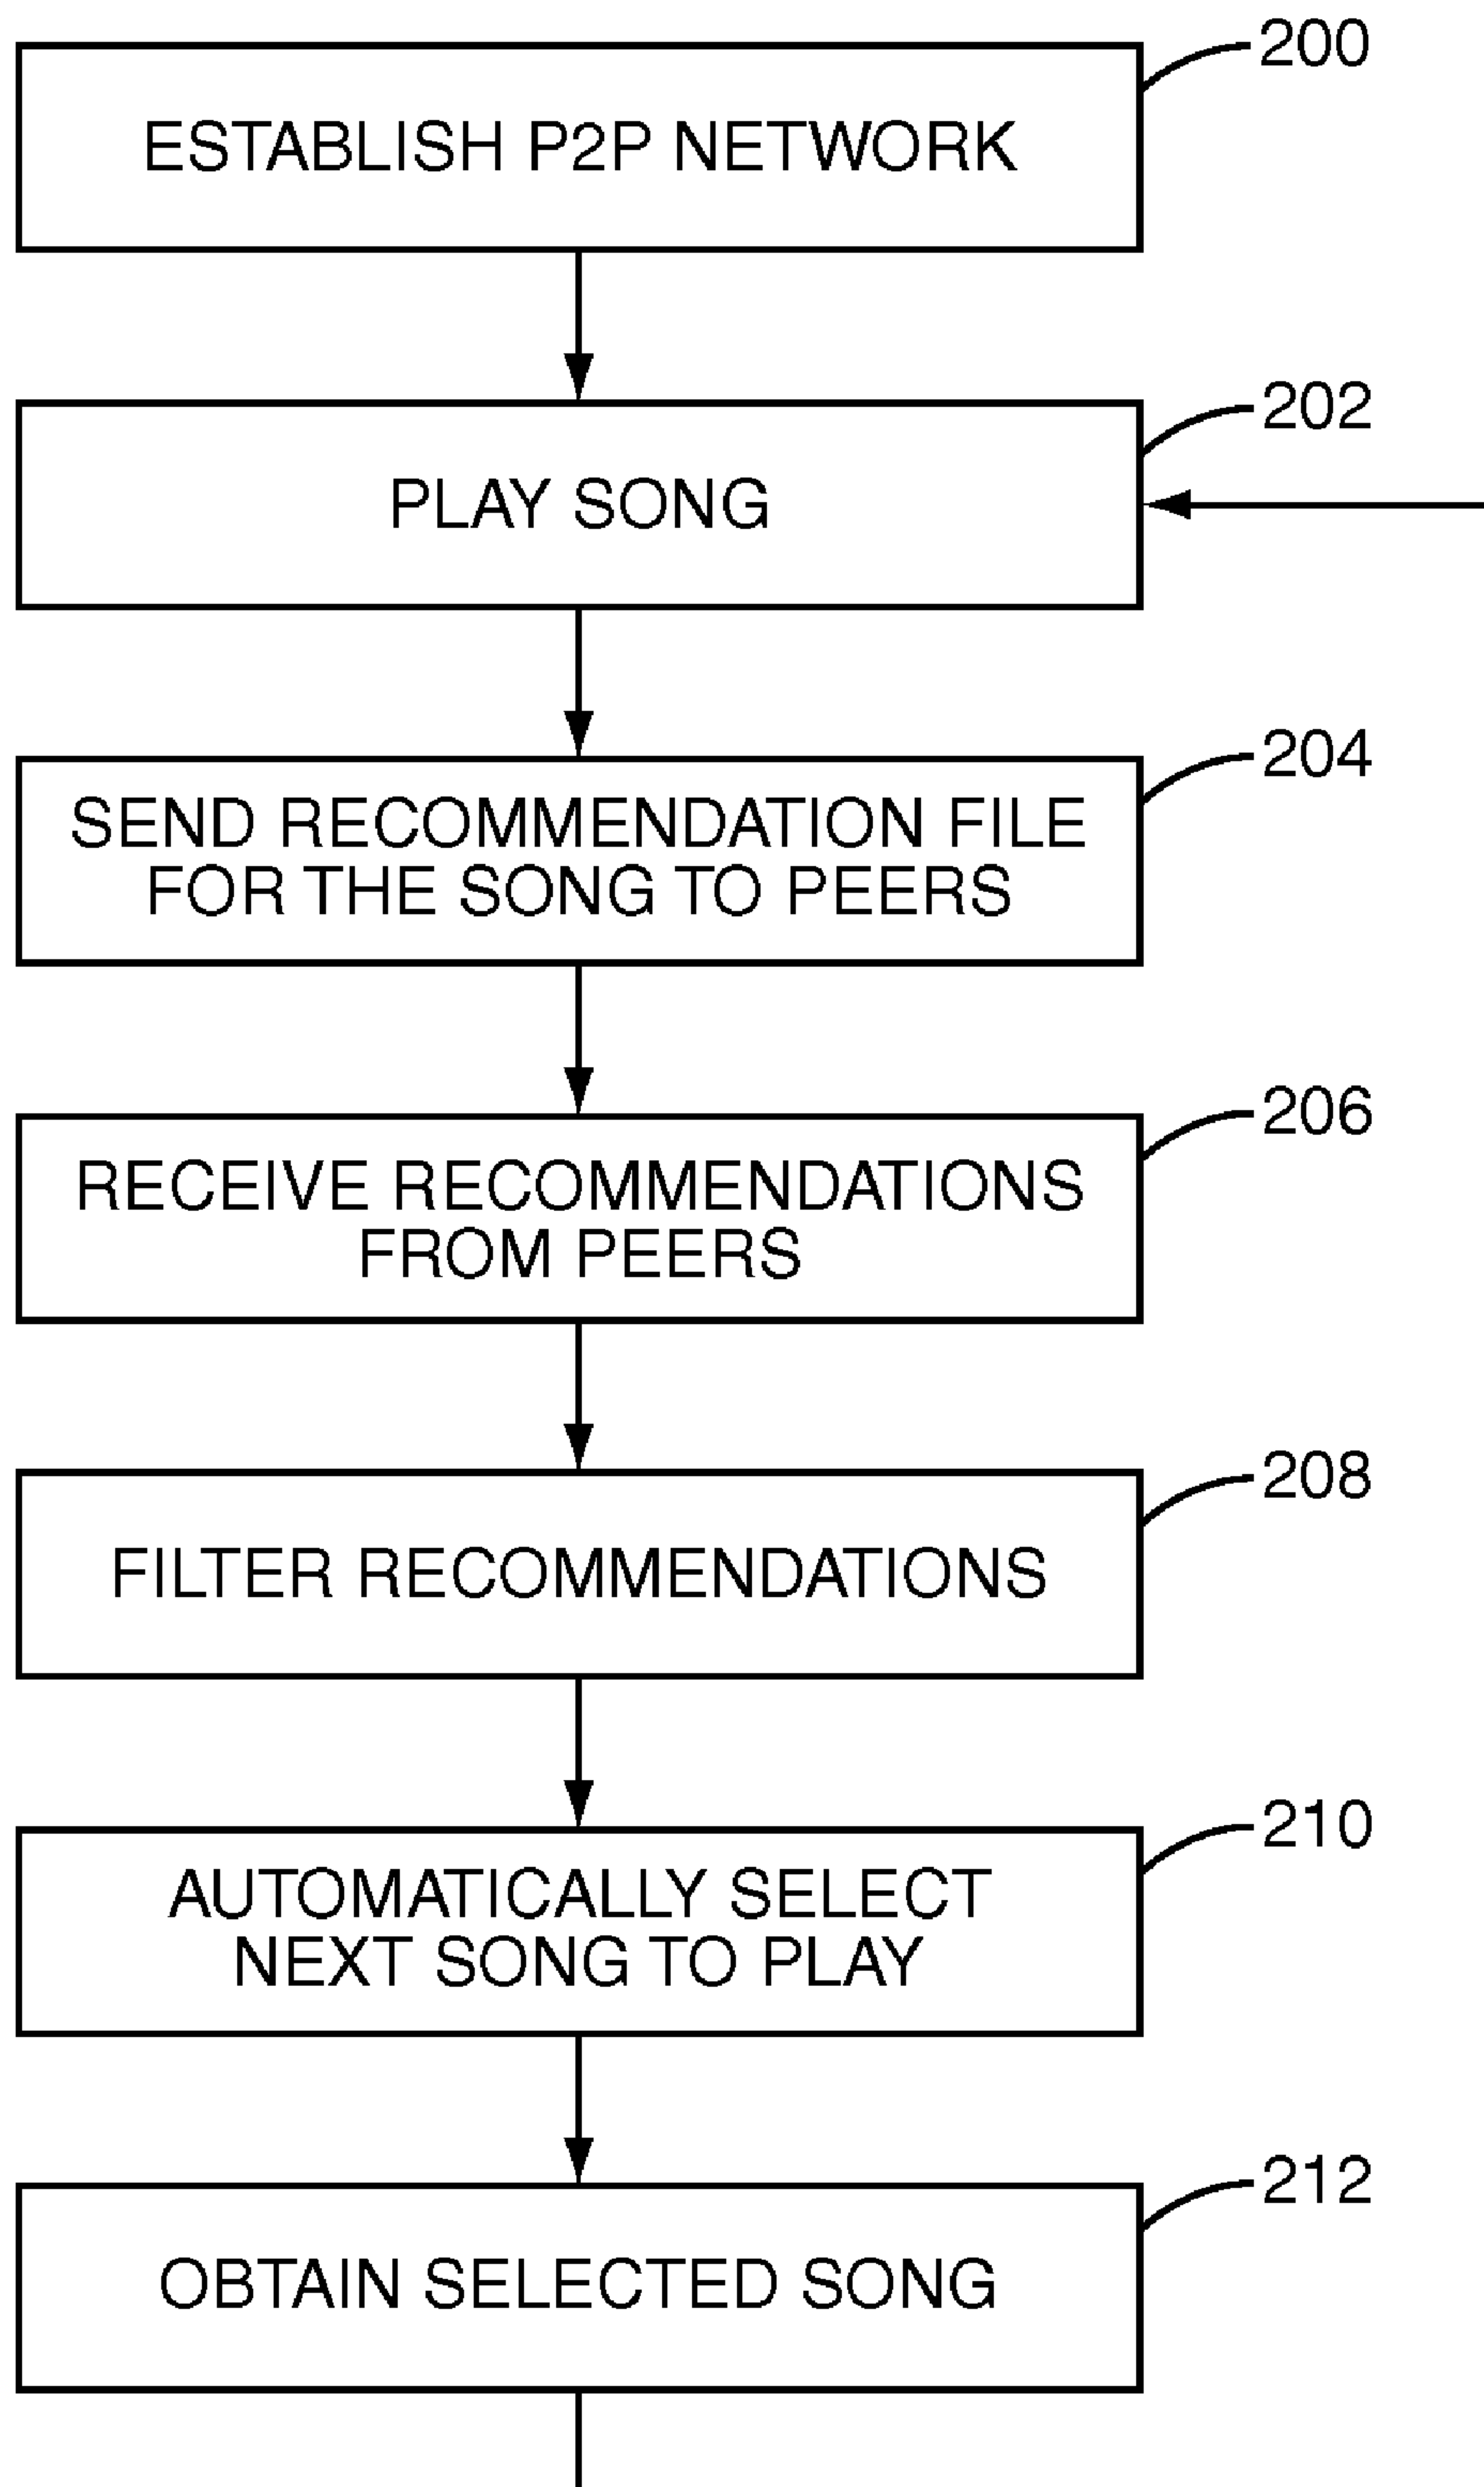 200
ESTABLISH P2P NETWORK
202
PLAY SONG
204
SEND RECOMMENDATION FILE
FOR THE SONG TO PEERS
206
RECEIVE RECOMMENDATIONS
FROM PEERS
208
FILTER RECOMMENDATIONS
210
AUTOMATICALLY SELECT
NEXT SONG TO PLAY
212
OBTAIN SELECTED SONG